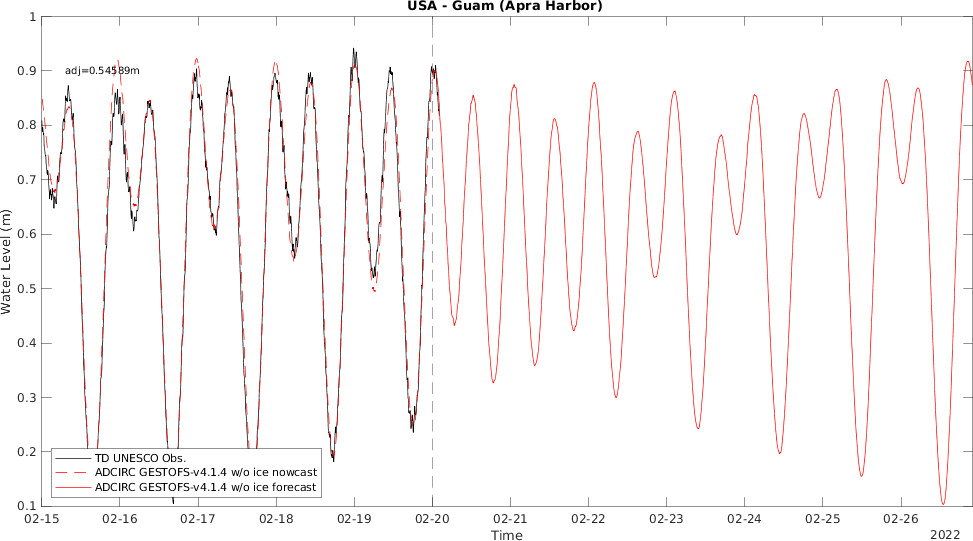 USA - Guam (Apra Harbor)
1
adj=0.54589m
0.9
0.8
0.7
0.6
0.5
0.4
0.3
0.2
0.1
Water Level (m)
TD UNESCO Obs.
ADCIRC GESTOFS-v4.1.4 w/o ice nowcast
ADCIRC GESTOFS-v4.1.4 w/o ice forecast
02-15 02-16 02-17 02-18 02-19 02-20 02-21 02-22 02-23 02-24 02-25 02-26
Time
2022